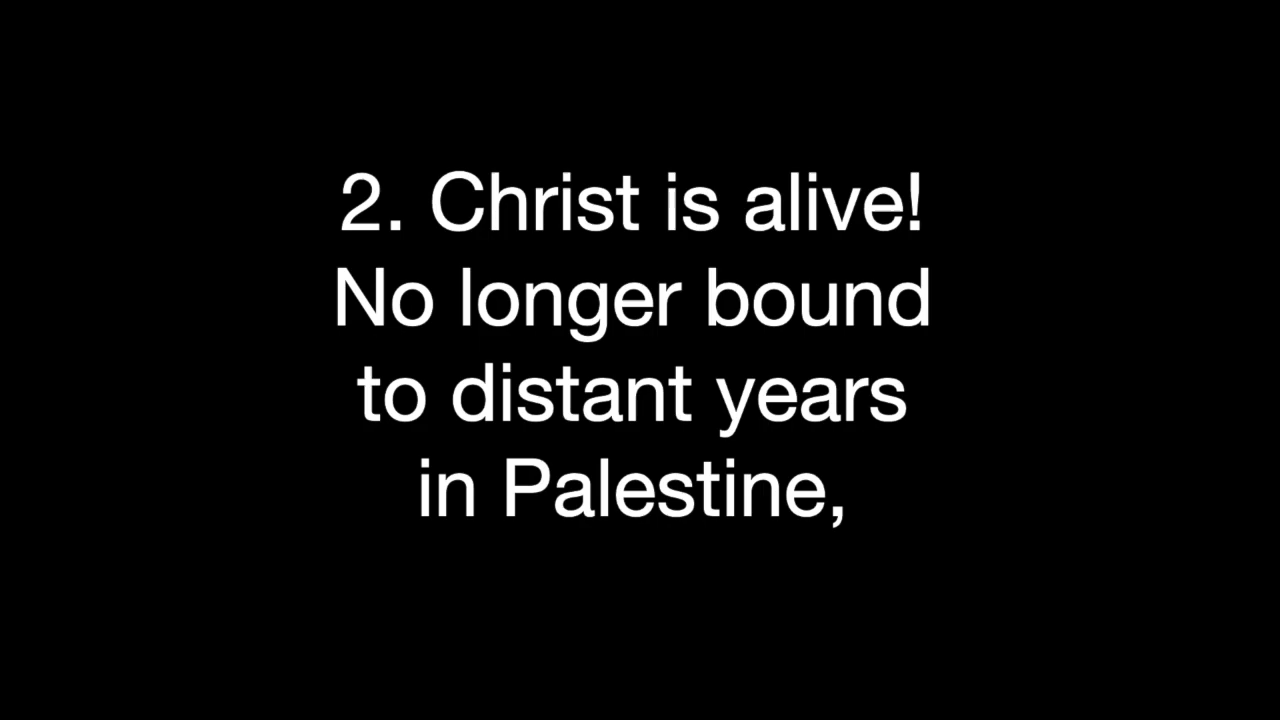 2. Christ is alive!
No longer bound
to distant years
in Palestine,